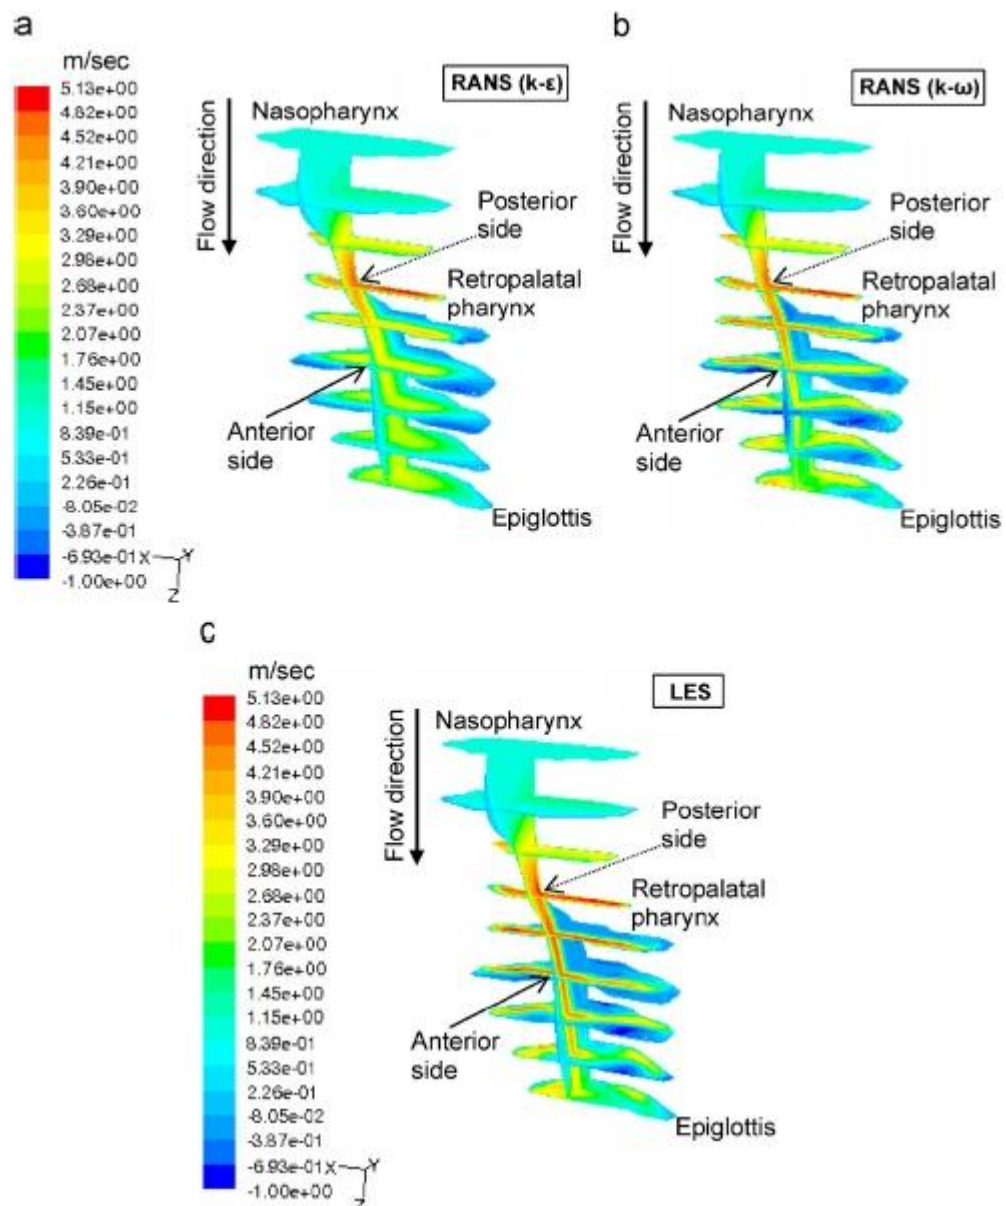 a
m/sec
5.13e+00
4.82e+00
4.52e+00
4.21e+00
3.90e+00
3.60e+00
3.29e+00
2.98e+00
2.68e+00
2.37e+00
2.07e+00
1.76e+00
1.45e+00
1.15e+00
8.39e-01
5.33e-01
2.26e-01
-8.05e-02
-3.87e-01
-6.93e-01
-1.00e+00
X
Y
Z
RANS (k-ε)
Flow direction
Nasopharynx
Posterior
side
Retropalatal
pharynx
Anterior
side
Epiglottis
b
RANS (k-ω)
Flow direction
Nasopharynx
Posterior
side
Retropalatal
pharynx
Anterior
side
Epiglottis
c
m/sec
5.13e+00
4.82e+00
4.52e+00
4.21e+00
3.90e+00
3.60e+00
3.29e+00
2.98e+00
2.68e+00
2.37e+00
2.07e+00
1.76e+00
1.45e+00
1.15e+00
8.39e-01
5.33e-01
2.26e-01
-8.05e-02
-3.87e-01
-6.93e-01
-1.00e+00
X
Y
Z
LES
Flow direction
Nasopharynx
Posterior
side
Retropalatal
pharynx
Anterior
side
Epiglottis